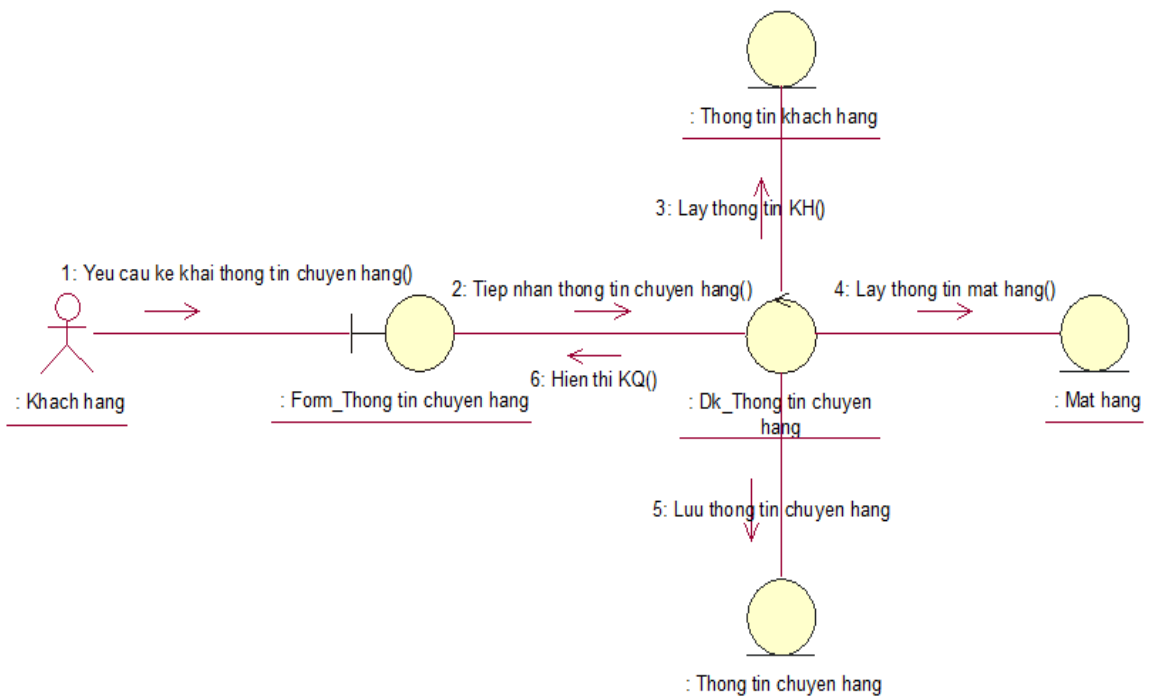 : Thong tin khach hang
3: Lay thong tin KH()
1: Yeu cau ke khai thong tin chuyen hang()
2: Tiep nhan thong tin chuyen hang()
4: Lay thong tin mat hang()
6: Hien thi KQ()
: Khach hang
: Form_Thong tin chuyen hang
: Dk_Thong tin chuyen
hang
: Mat hang
5: Luu thong tin chuyen hang
: Thong tin chuyen hang